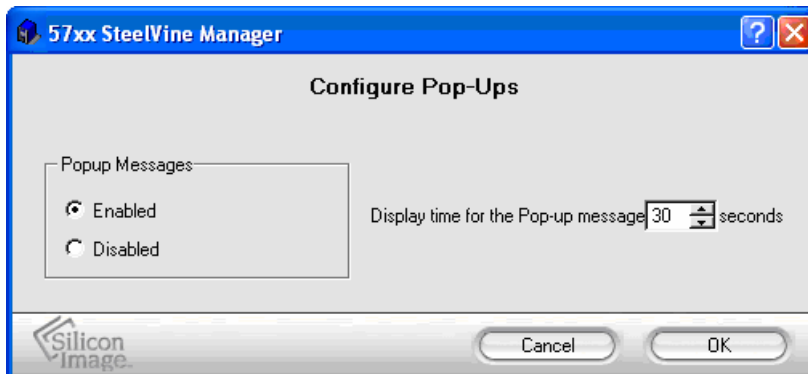 57xx SteelVine Manager
Configure Pop-Ups
Popup Messages
Enabled
Disabled
Display time for the Pop-up message 30 seconds
Silicon
Image.
Cancel
OK